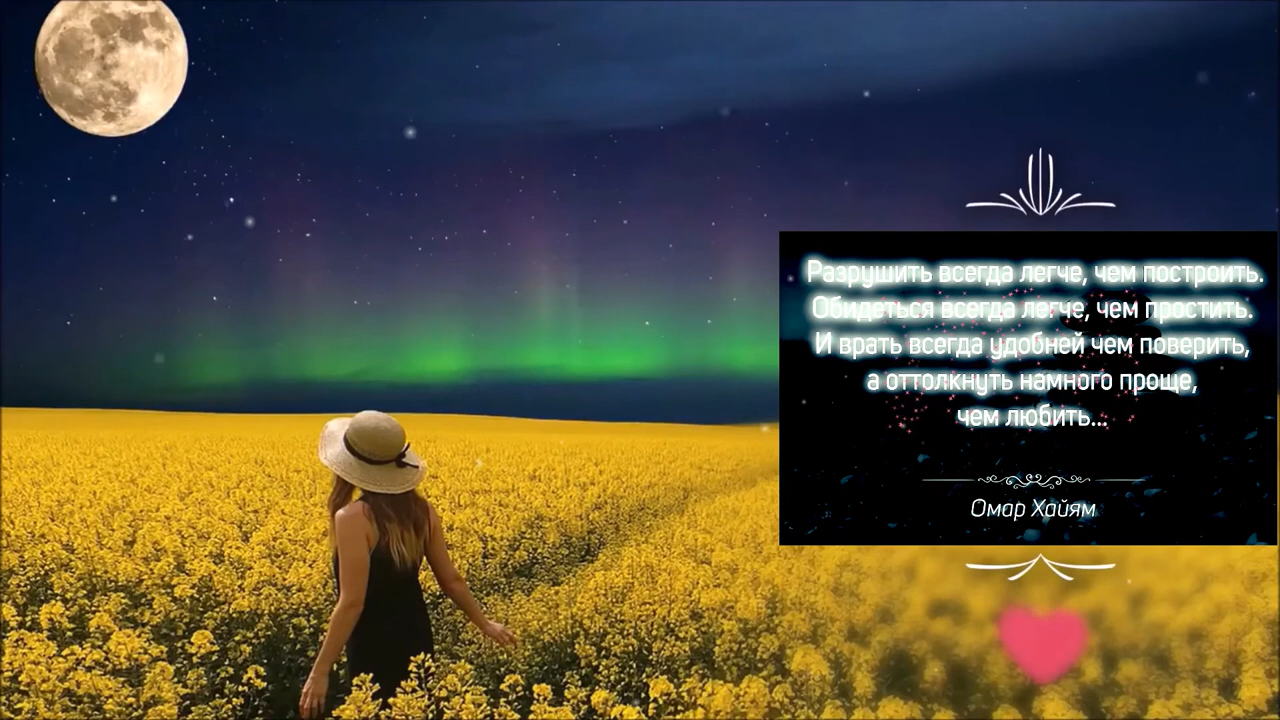 Разрушить всегда легче, чем построить.
Обидеться всегда легче, чем простить.
И врать всегда удобней чем поверить,
а оттолкнуть намного проще,
чем любить...
Омар Хайям